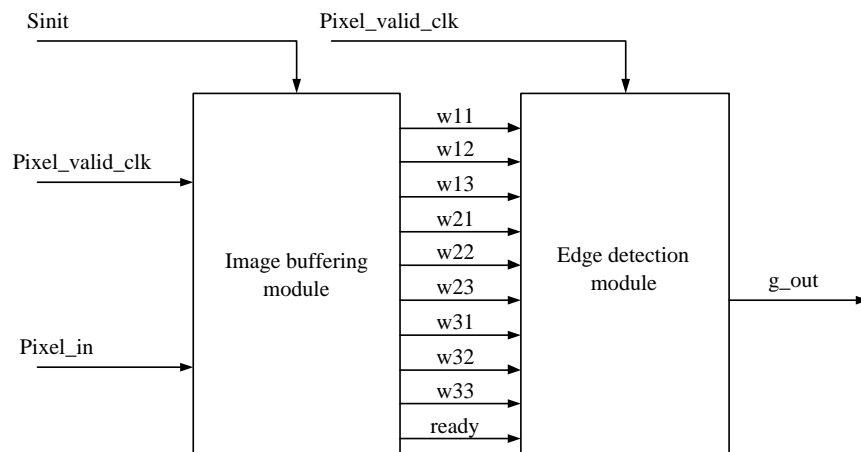 Sinit
Pixel_valid_clk
Pixel_valid_clk
Pixel_in
Image buffering
module
w11
w12
w13
w21
w22
w23
w31
w32
w33
ready
Edge detection
module
g_out